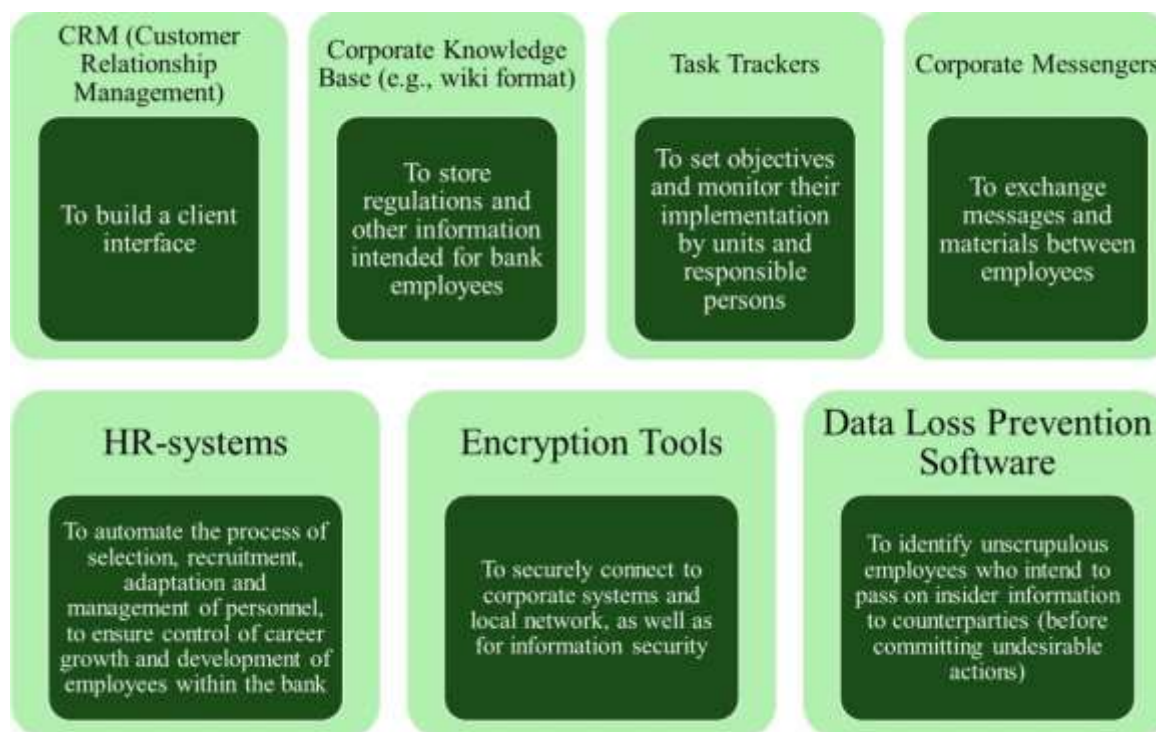 CRM (Customer
Relationship
Management)
To build a client
interface
Corporate Knowledge
Base (e.g., wiki format)
To store
regulations and
other information
intended for bank
employees
Task Trackers
To set objectives
and monitor their
implementation
by units and
responsible
persons
Corporate Messengers
To exchange
messages and
materials between
employees
HR-systems
To automate the process of
selection, recruitment,
adaptation and
management of personnel,
to ensure control of career
growth and development of
employees within the bank
Encryption Tools
To securely connect to
corporate systems and
local network, as well as
for information security
Data Loss Prevention
Software
To identify unscrupulous
employees who intend to
pass on insider information
to counterparties (before
committing undesirable
actions)